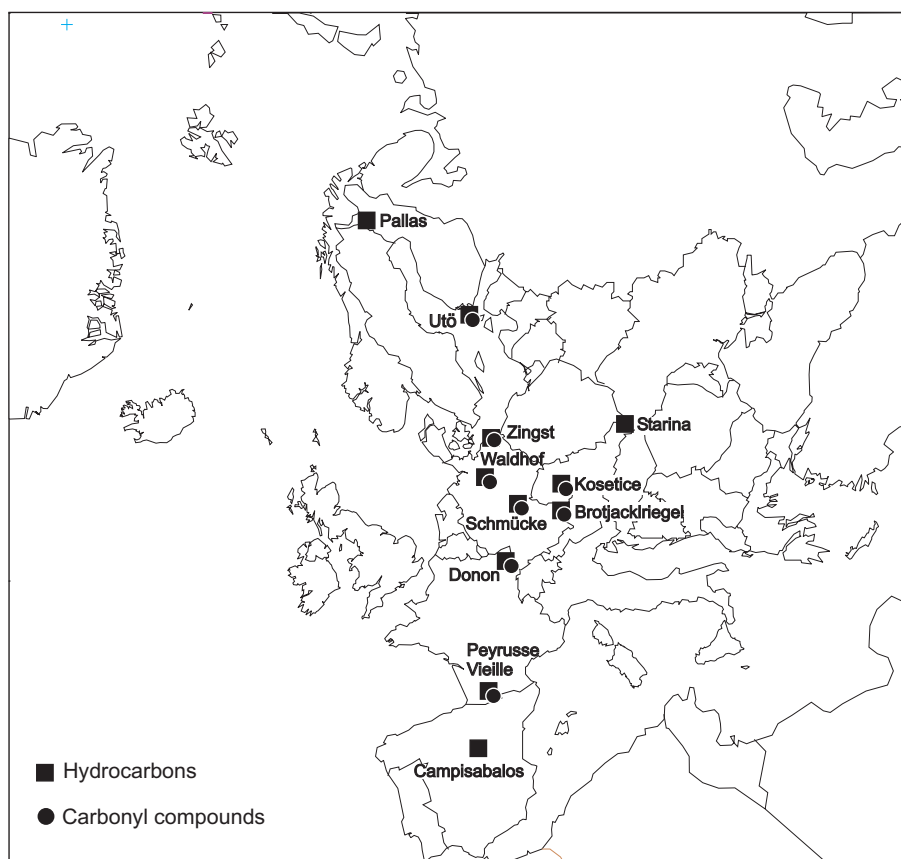 Pallas
Utö
Zingst
Starina
Waldhof
Kosetice
Schmücke
Brotjacklriegel
Donon
Peyrusse
Vieille
Campisabalos
Hydrocarbons
Carbonyl compounds